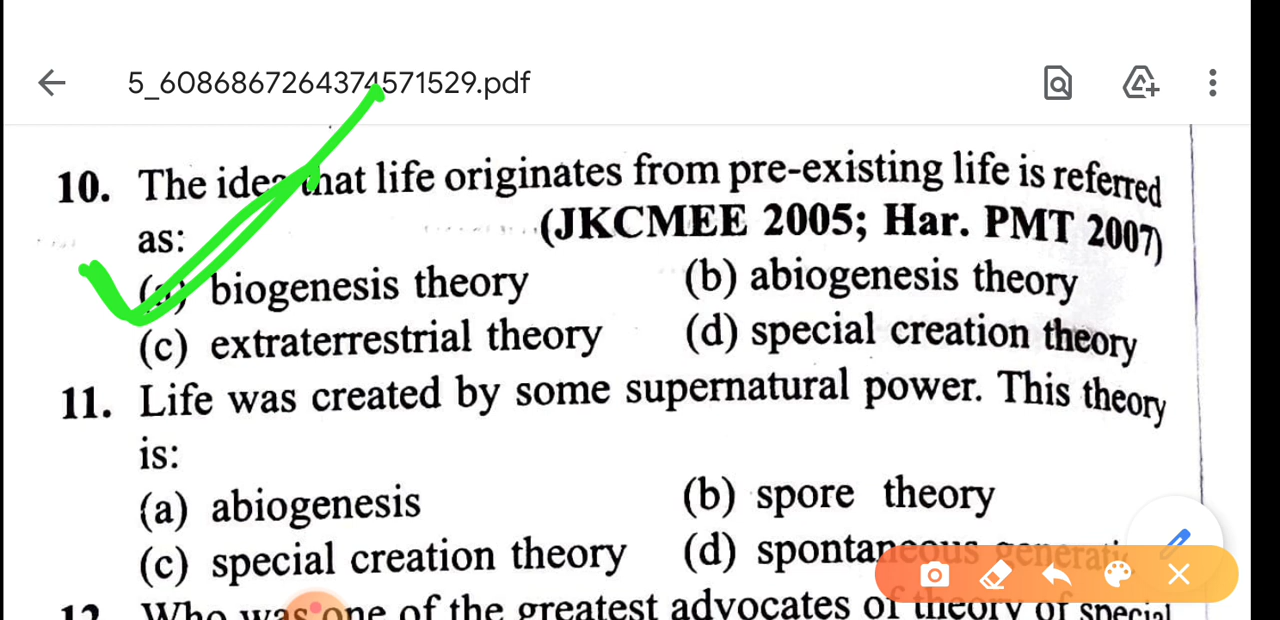 5_6086867264374571529.pdf
10. The idea that life originates from pre-existing life is referred
as: (JKCMEE 2005; Har. PMT 2007)
(a) biogenesis theory (b) abiogenesis theory
(c) extraterrestrial theory (d) special creation theory
11. Life was created by some supernatural power. This theory
is:
(a) abiogenesis (b) spore theory
(c) special creation theory (d) spontaneous generati
12 Who was one of the greatest advocates of theory of special